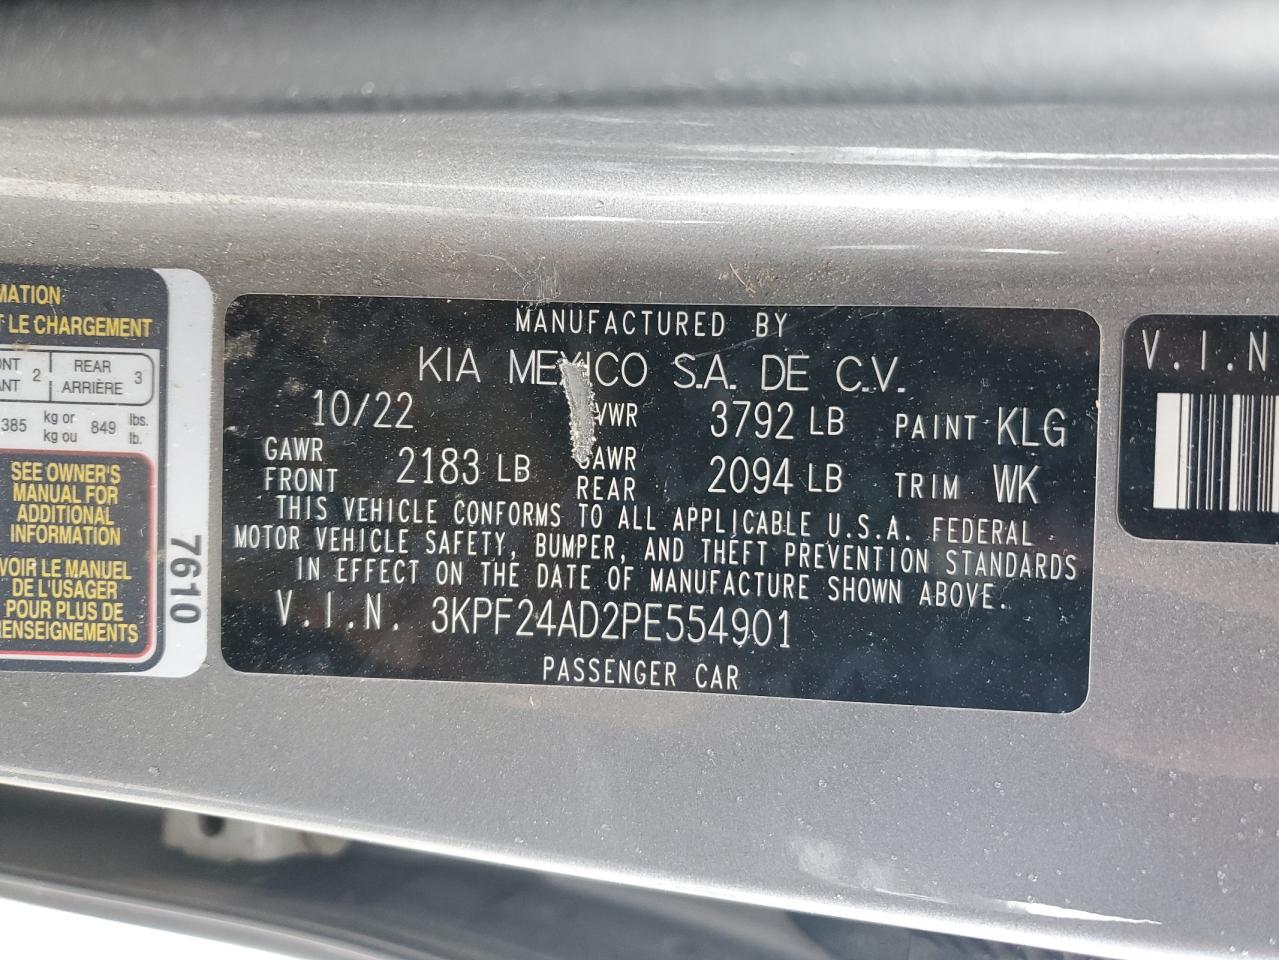 MATION
T LE CHARGEMENT
ONT 2 REAR 3
ANT ARRIÈRE
385 kg or 849 lbs.
kg ou lb.
SEE OWNER'S
MANUAL FOR
ADDITIONAL
INFORMATION
VOIR LE MANUEL
DE L'USAGER
POUR PLUS DE
RENSEIGNEMENTS
7610
MANUFACTURED BY
KIA MEXICO S.A. DE C.V.
10/22 VWR 3792 LB PAINT KLG
GAWR FRONT 2183 LB GAWR REAR 2094 LB TRIM WK
THIS VEHICLE CONFORMS TO ALL APPLICABLE U.S.A. FEDERAL
MOTOR VEHICLE SAFETY, BUMPER, AND THEFT PREVENTION STANDARDS
IN EFFECT ON THE DATE OF MANUFACTURE SHOWN ABOVE.
V.I.N. 3KPF24AD2PE554901
PASSENGER CAR
V.I.N